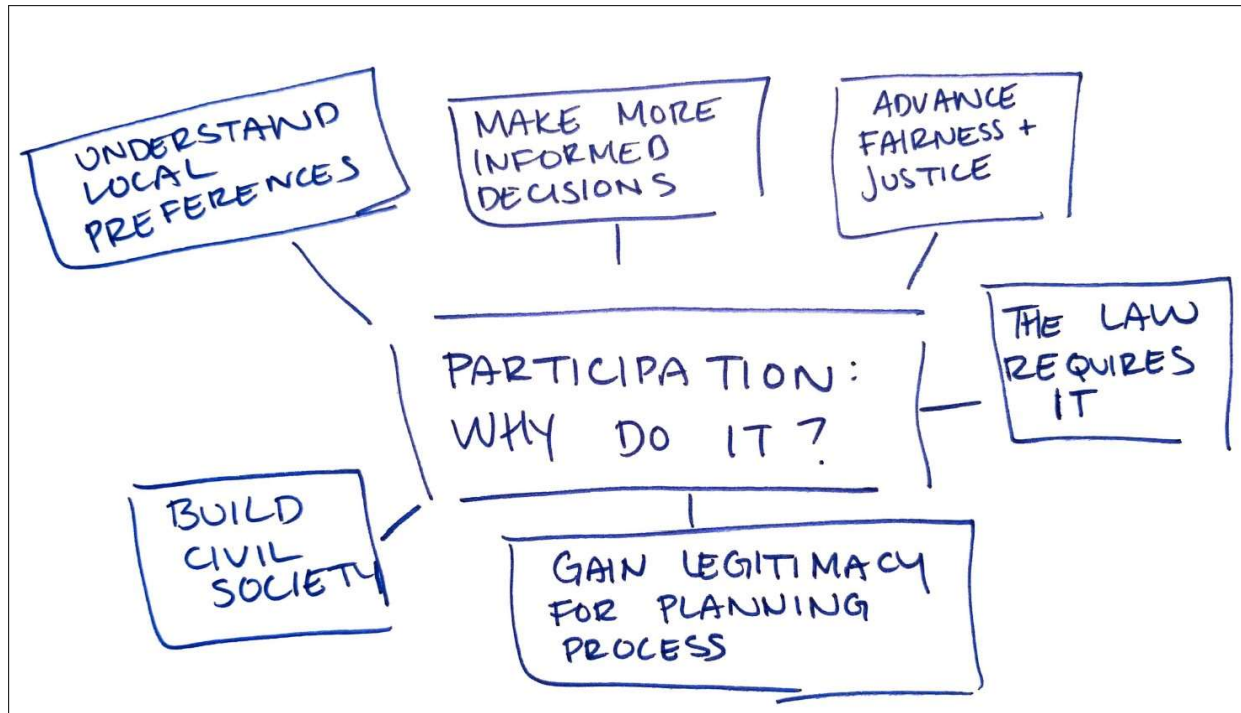 UNDERSTAND
LOCAL
PREFERENCES
MAKE MORE
INFORMED
DECISIONS
ADVANCE
FAIRNESS +
JUSTICE
THE LAW
REQUIRES
IT
PARTICIPATION:
WHY DO IT?
BUILD
CIVIL
SOCIETY
GAIN LEGITIMACY
FOR PLANNING
PROCESS